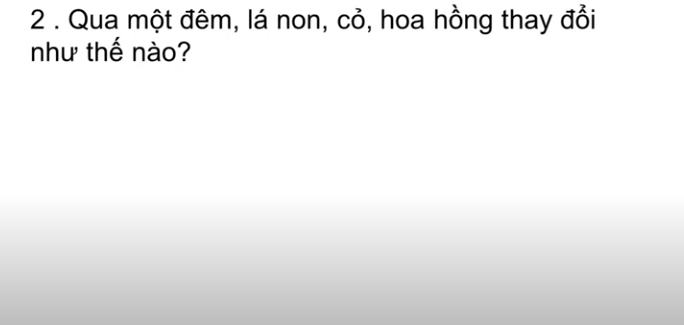 2 . Qua một đêm, lá non, cỏ, hoa hồng thay đổi
như thế nào?